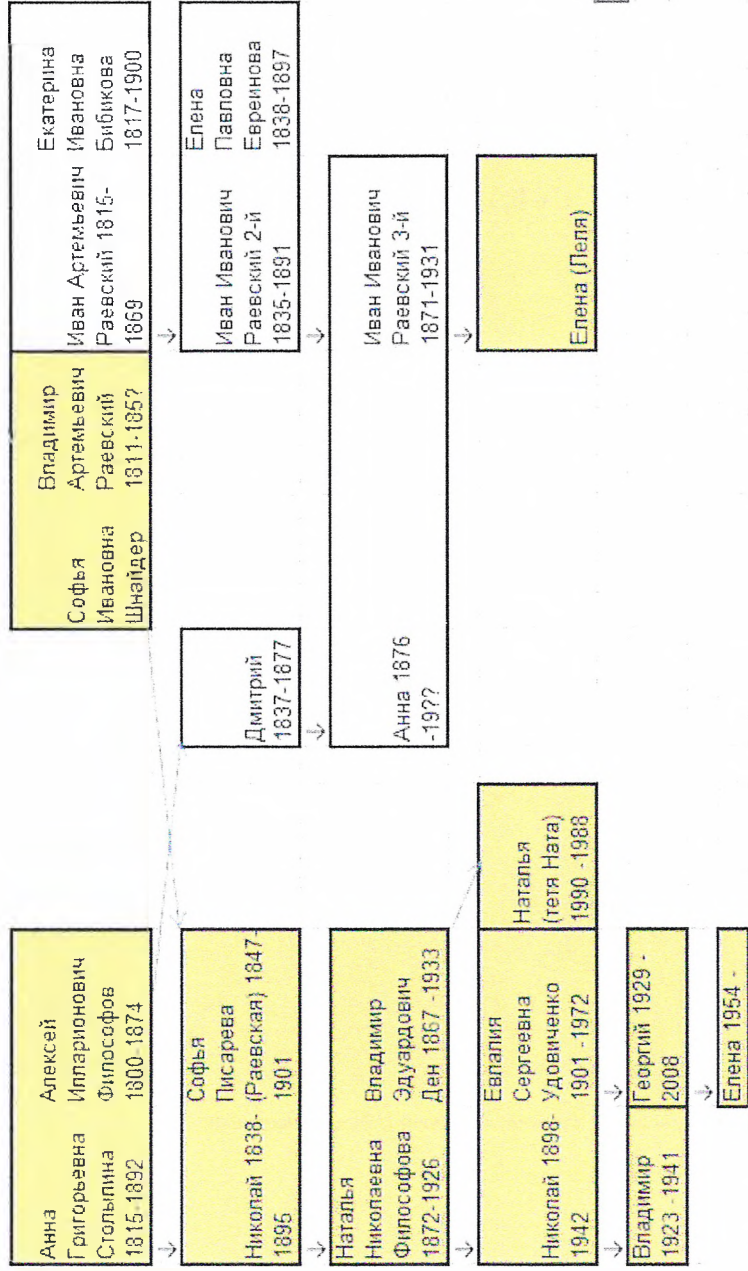 Анна
Григорьевна
Столыпина
1815-1892
Алексей
Илларионович
Философов
1800-1874
Софья
Ивановна
Шнайдер
Владимир
Артемьевич
Раевский
1811-185?
Иван Артемьевич
Раевский 1815-
1869
Екатерина
Ивановна
Бибикова
1817-1900
Николай 1838-
1895
Софья
Писарева
(Раевская) 1847-
1901
Дмитрий
1837-1877
Иван Иванович
Раевский 2-й
1835-1891
Елена
Павловна
Евреинова
1838-1897
Наталья
Николаевна
Философова
1872-1926
Владимир
Эдуардович
Ден 1867 -1933
Анна 1876
-19??
Иван Иванович
Раевский 3-й
1871-1931
Николай 1898-
1942
Евлалия
Сергеевна
Удовиченко
1901 -1972
Наталья
(тетя Ната)
1990 -1988
Елена (Леля)
Владимир
1923 -1941
Георгий 1929 -
2008
Елена 1954 -